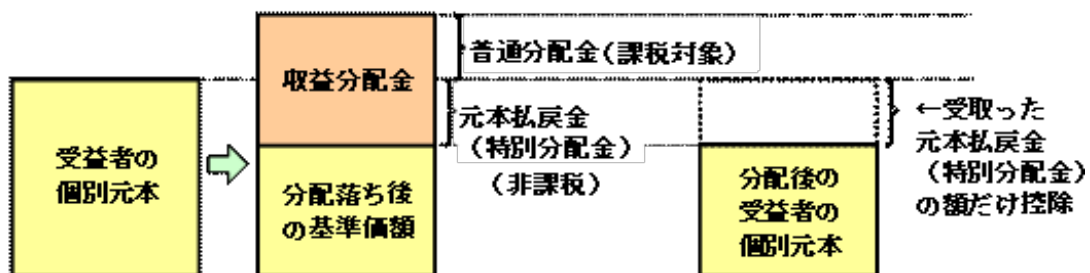 受益者の
個別元本
収益分配金
分配落ち後
の基準価額
普通分配金（課税対象）
元本払戻金
（特別分配金）
（非課税）
分配後の
受益者の
個別元本
←受取った
元本払戻金
（特別分配金）
の額だけ控除